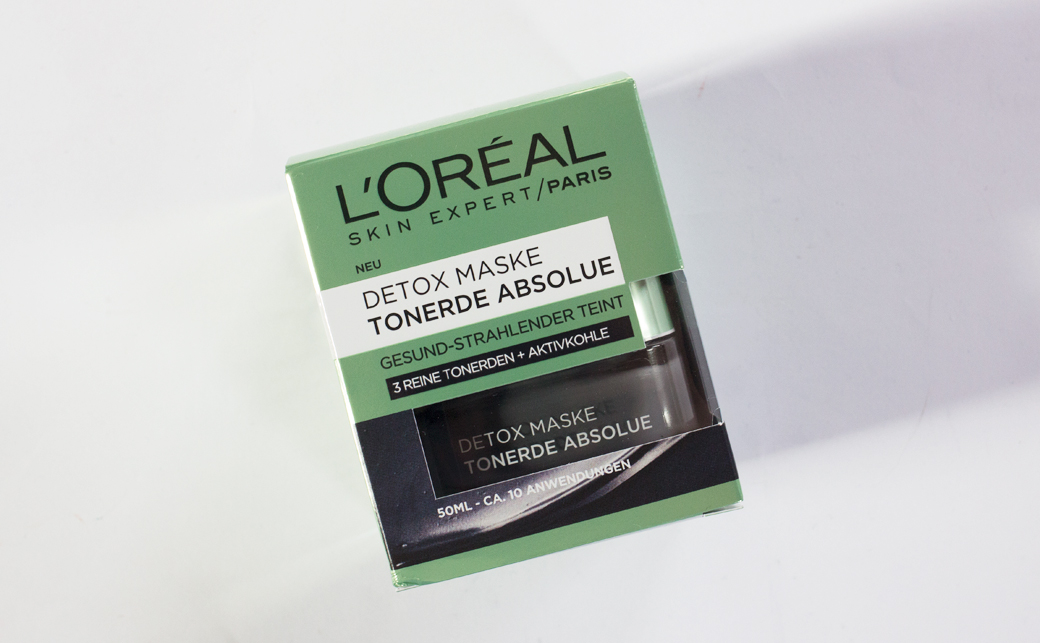 L'ORÉAL
SKIN EXPERT/PARIS
NEU
DETOX MASKE
TONERDE ABSOLUE
GESUND-STRAHLENDER TEINT
3 REINE TONERDEN + AKTIVKOHLE
DETOX MASKE
TONERDE ABSOLUE
50ML - CA. 10 ANWENDUNGEN